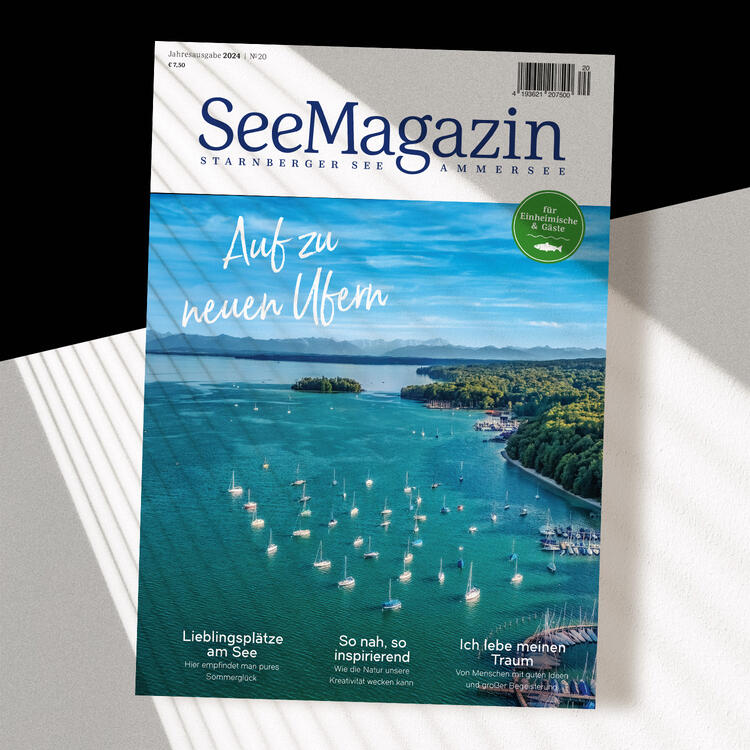 Jahresausgabe 2024 | № 20
€ 7,50
20
4 193621 207500
SeeMagazin
STARNBERGER SEE AMMERSEE
für
Einheimische
& Gäste
Auf zu
neuen Ufern
Lieblingsplätze
am See
Hier empfindet man pures
Sommerglück
So nah, so
inspirierend
Wie die Natur unsere
Kreativität wecken kann
Ich lebe meinen
Traum
Von Menschen mit guten Ideen
und großer Begeisterung